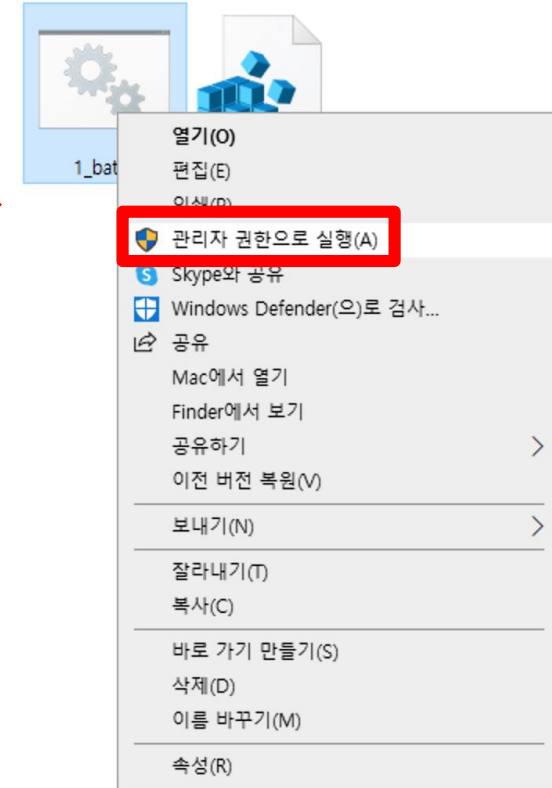 1_bat
열기(O)
편집(E)
인쇄(P)
관리자 권한으로 실행(A)
Skype와 공유
Windows Defender(으)로 검사...
공유
Mac에서 열기
Finder에서 보기
공유하기
이전 버전 복원(V)
보내기(N)
잘라내기(T)
복사(C)
바로 가기 만들기(S)
삭제(D)
이름 바꾸기(M)
속성(R)